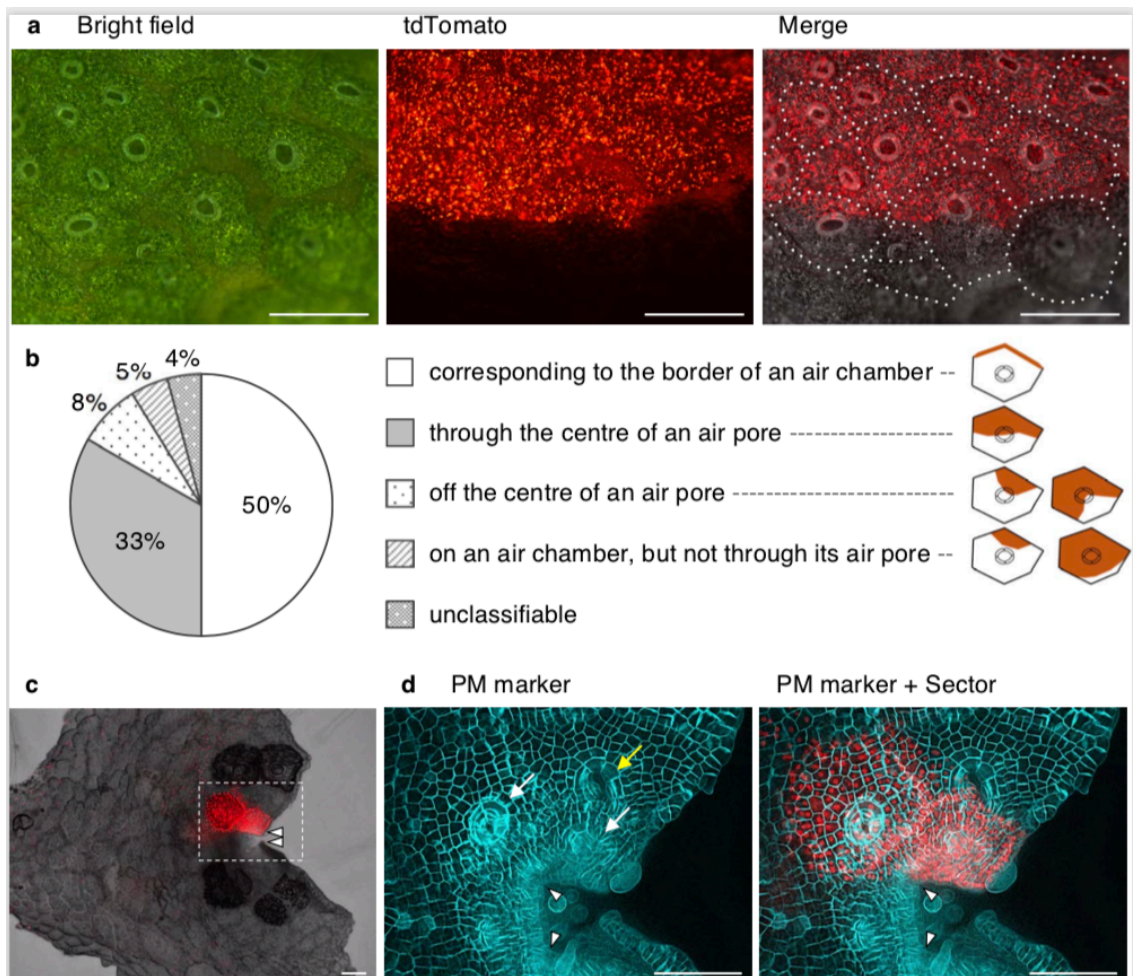 a Bright field tdTomato Merge
b
4%
5%
8%
33%
50%
corresponding to the border of an air chamber
through the centre of an air pore
off the centre of an air pore
on an air chamber, but not through its air pore
unclassifiable
c
d PM marker PM marker + Sector